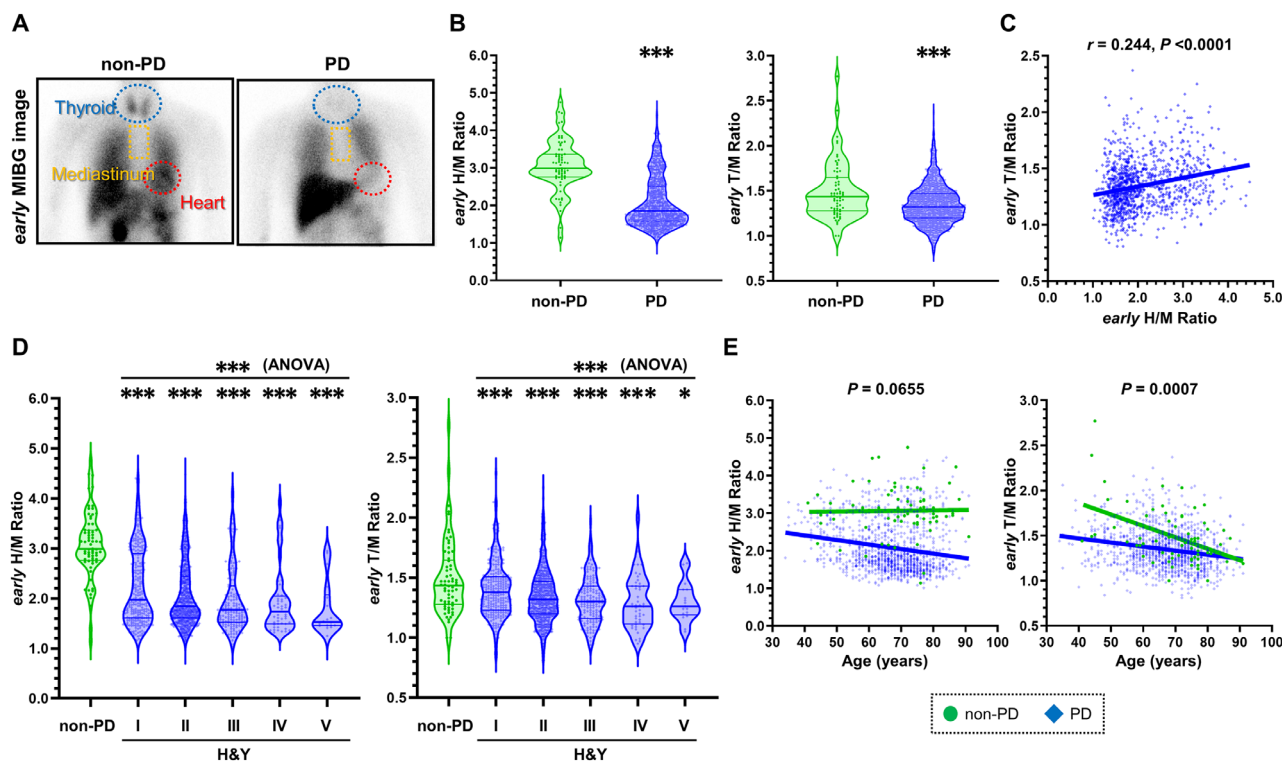 A
non-PD
PD
early MIBG image
Thyroid
Mediastinum
Heart
B
early H/M Ratio
6.0
5.0
4.0
3.0
2.0
1.0
0.0
***
non-PD
PD
early T/M Ratio
3.0
2.5
2.0
1.5
1.0
0.5
***
non-PD
PD
C
r = 0.244, P <0.0001
early T/M Ratio
2.5
2.0
1.5
1.0
0.5
0.0 1.0 2.0 3.0 4.0 5.0
early H/M Ratio
D
*** (ANOVA)
*** *** *** *** ***
early H/M Ratio
6.0
5.0
4.0
3.0
2.0
1.0
0.0
non-PD I II III IV V
H&Y
*** (ANOVA)
*** *** *** *** *
early T/M Ratio
3.0
2.5
2.0
1.5
1.0
0.5
non-PD I II III IV V
H&Y
E
P = 0.0655
early H/M Ratio
6.0
5.0
4.0
3.0
2.0
1.0
0.0
30 40 50 60 70 80 90 100
Age (years)
P = 0.0007
early T/M Ratio
3.0
2.5
2.0
1.5
1.0
0.5
30 40 50 60 70 80 90 100
Age (years)
non-PD PD